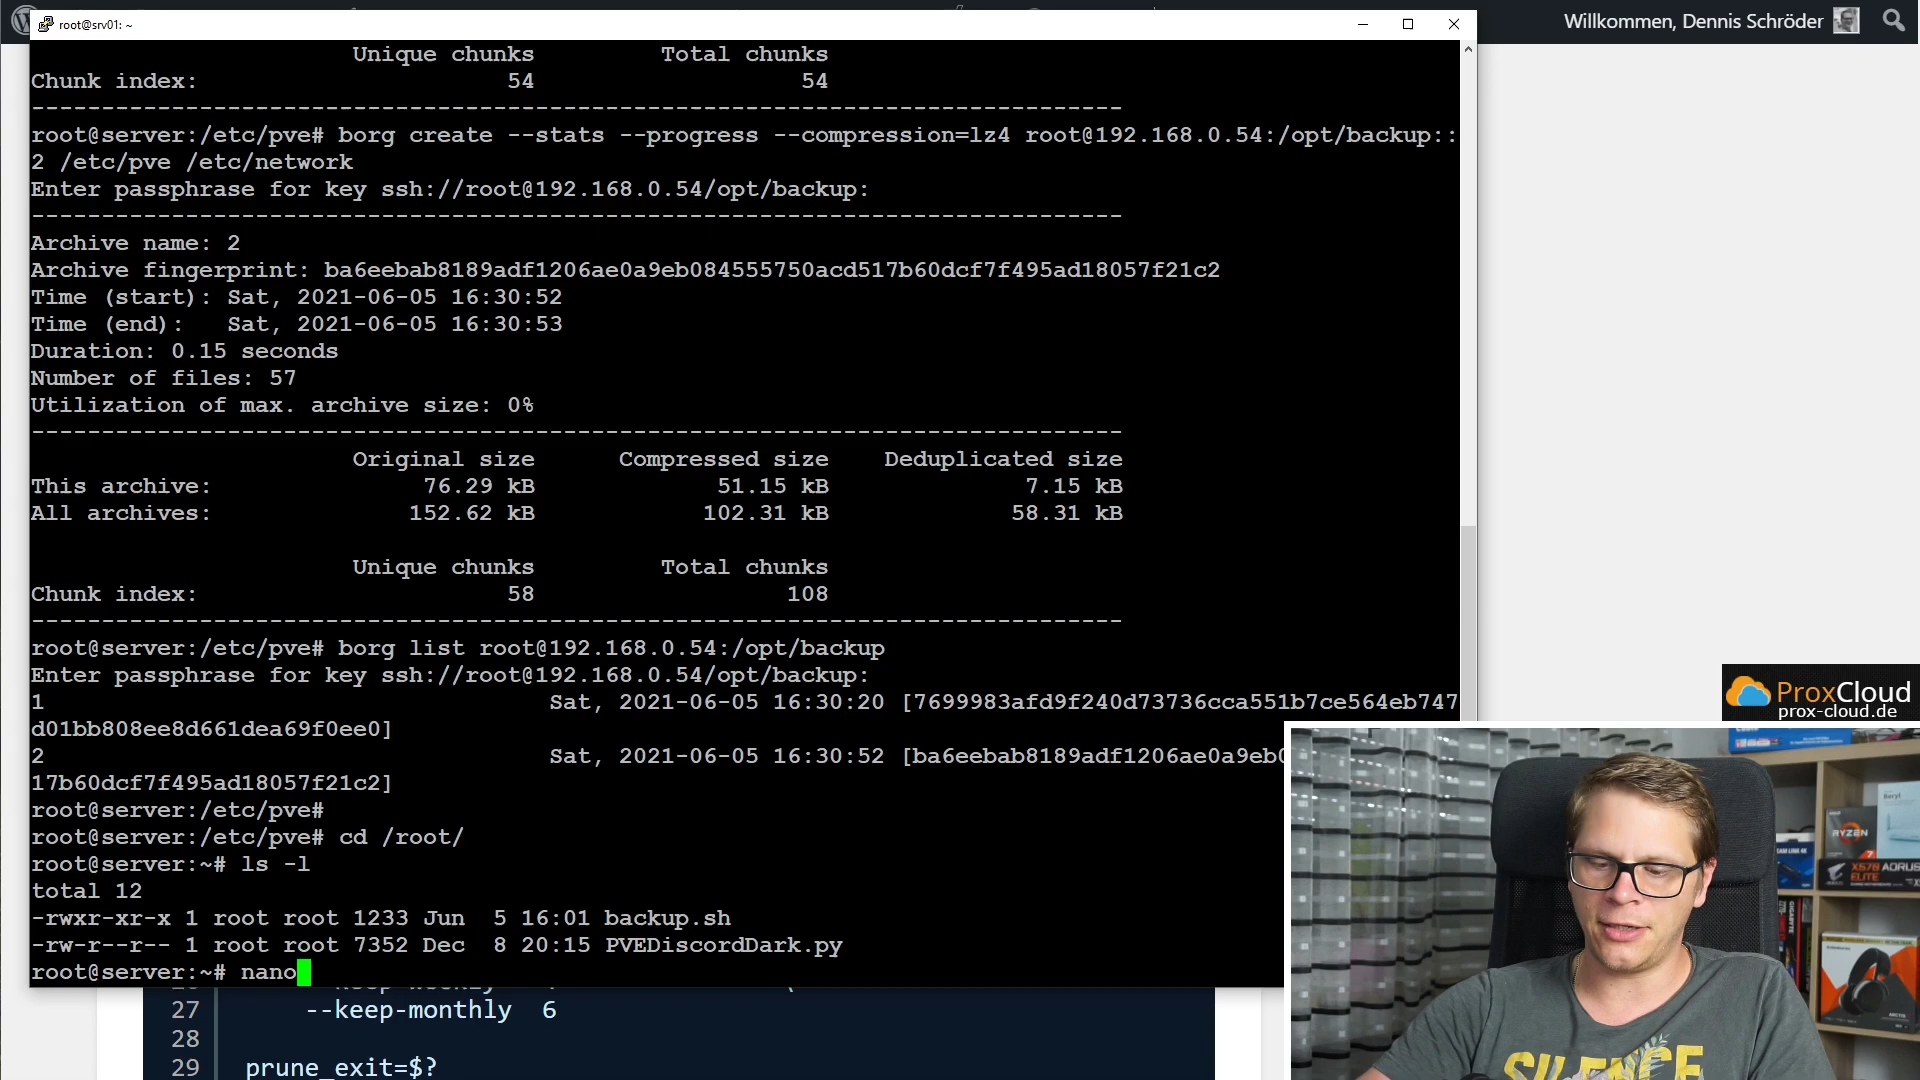 Willkommen, Dennis Schröder
root@srv01: ~
Unique chunks Total chunks
Chunk index: 54 54
------------------------------------------------------------------------------
root@server:/etc/pve# borg create --stats --progress --compression=lz4 root@192.168.0.54:/opt/backup::
2 /etc/pve /etc/network
Enter passphrase for key ssh://root@192.168.0.54/opt/backup:
------------------------------------------------------------------------------
Archive name: 2
Archive fingerprint: ba6eebab8189adf1206ae0a9eb084555750acd517b60dcf7f495ad18057f21c2
Time (start): Sat, 2021-06-05 16:30:52
Time (end): Sat, 2021-06-05 16:30:53
Duration: 0.15 seconds
Number of files: 57
Utilization of max. archive size: 0%
------------------------------------------------------------------------------
Original size Compressed size Deduplicated size
This archive: 76.29 kB 51.15 kB 7.15 kB
All archives: 152.62 kB 102.31 kB 58.31 kB
Unique chunks Total chunks
Chunk index: 58 108
------------------------------------------------------------------------------
root@server:/etc/pve# borg list root@192.168.0.54:/opt/backup
Enter passphrase for key ssh://root@192.168.0.54/opt/backup:
1 Sat, 2021-06-05 16:30:20 [7699983afd9f240d73736cca551b7ce564eb747
d01bb808ee8d661dea69f0ee0]
2 Sat, 2021-06-05 16:30:52 [ba6eebab8189adf1206ae0a9eb0
17b60dcf7f495ad18057f21c2]
root@server:/etc/pve#
root@server:/etc/pve# cd /root/
root@server:~# ls -l
total 12
-rwxr-xr-x 1 root root 1233 Jun 5 16:01 backup.sh
-rw-r--r-- 1 root root 7352 Dec 8 20:15 PVEDiscordDark.py
root@server:~# nano
27 --keep-monthly 6
28
29 prune_exit=$?
ProxCloud
prox-cloud.de
RYZEN
CAM LINK 4K
X570 AORUS
ELITE
SILENCE